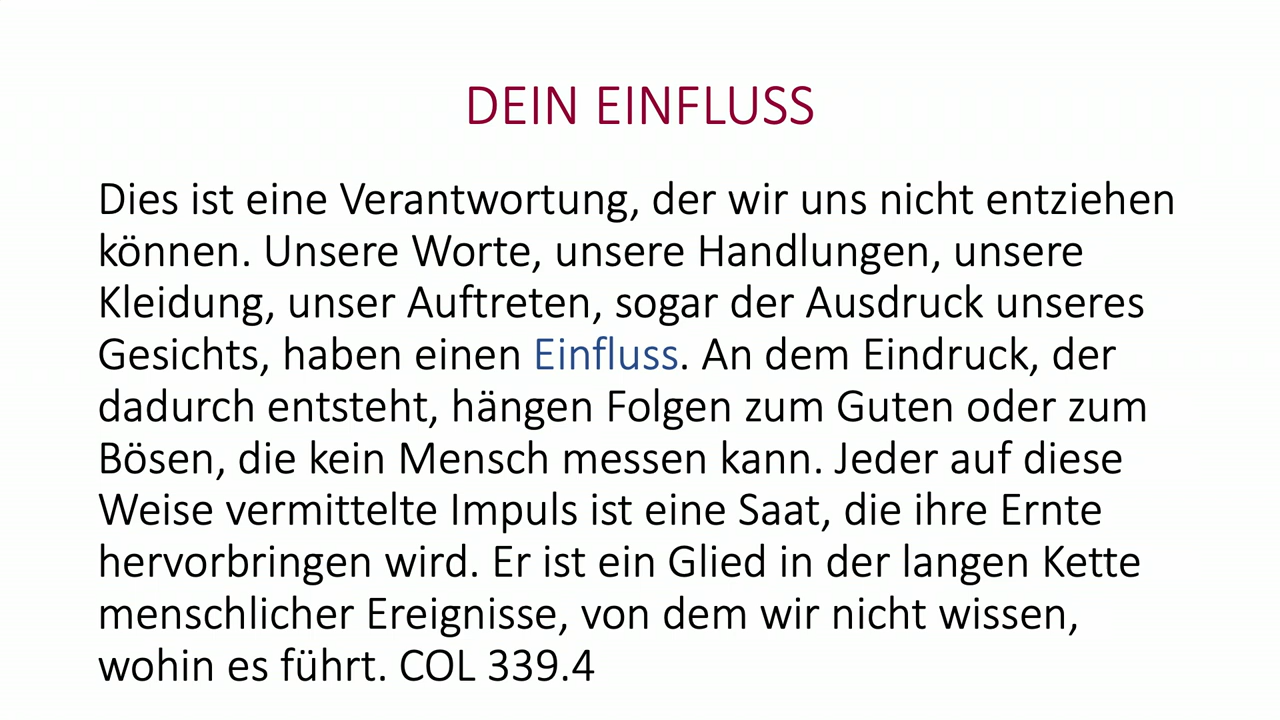 DEIN EINFLUSS
Dies ist eine Verantwortung, der wir uns nicht entziehen
können. Unsere Worte, unsere Handlungen, unsere
Kleidung, unser Auftreten, sogar der Ausdruck unseres
Gesichts, haben einen Einfluss. An dem Eindruck, der
dadurch entsteht, hängen Folgen zum Guten oder zum
Bösen, die kein Mensch messen kann. Jeder auf diese
Weise vermittelte Impuls ist eine Saat, die ihre Ernte
hervorbringen wird. Er ist ein Glied in der langen Kette
menschlicher Ereignisse, von dem wir nicht wissen,
wohin es führt. COL 339.4